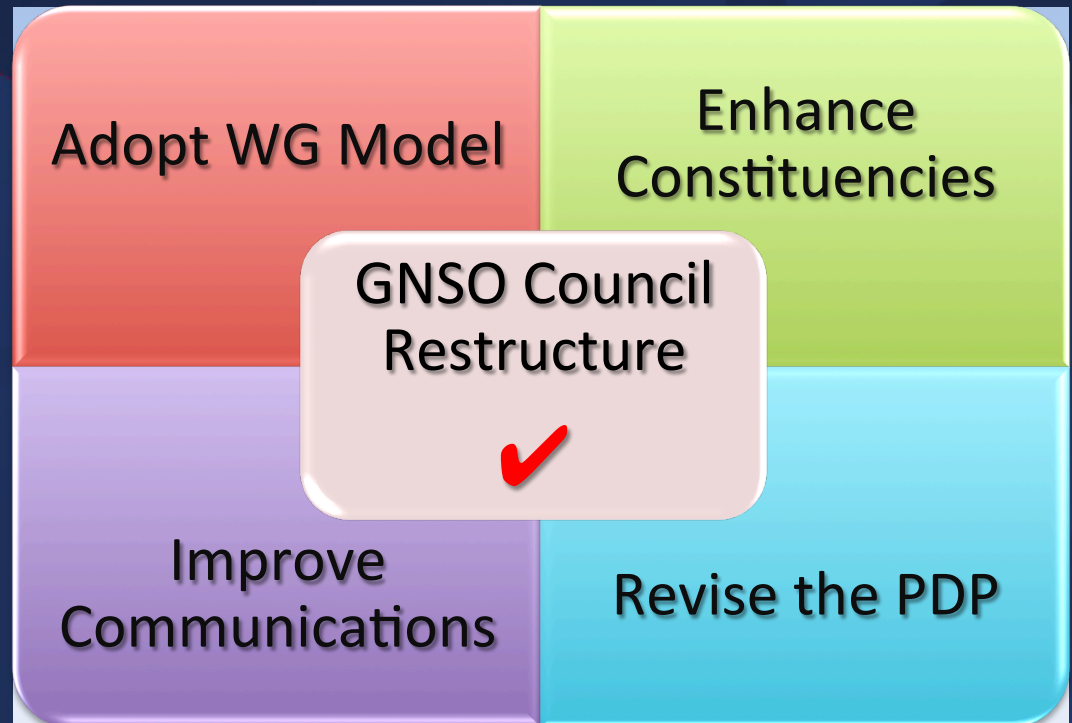 Adopt WG Model
Enhance
Constituencies
GNSO Council
Restructure
✔
Improve
Communications
Revise the PDP